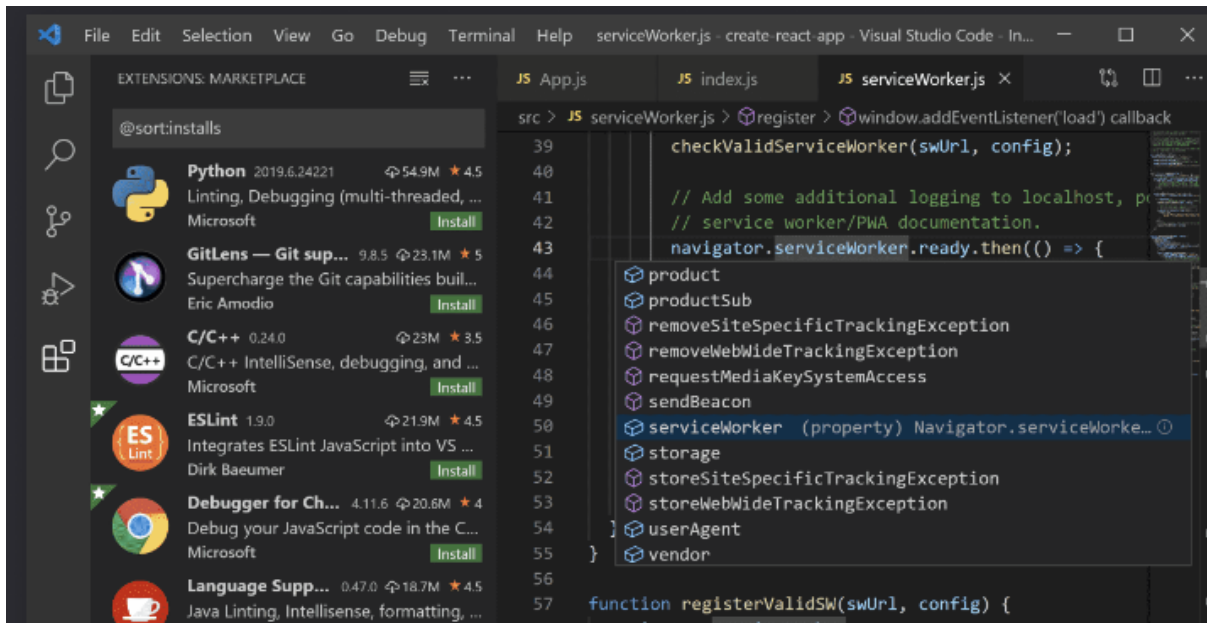 File Edit Selection View Go Debug Terminal Help serviceWorker.js - create-react-app - Visual Studio Code - In...
EXTENSIONS: MARKETPLACE
@sort:installs
Python 2019.6.24221 54.9M ★ 4.5
Linting, Debugging (multi-threaded, ...
Microsoft Install
GitLens — Git sup... 9.8.5 23.1M ★ 5
Supercharge the Git capabilities buil...
Eric Amodio Install
C/C++
C/C++ 0.24.0 23M ★ 3.5
C/C++ IntelliSense, debugging, and ...
Microsoft Install
ES
Lint
ESLint 1.9.0 21.9M ★ 4.5
Integrates ESLint JavaScript into VS ...
Dirk Baeumer Install
Debugger for Ch... 4.11.6 20.6M ★ 4
Debug your JavaScript code in the C...
Microsoft Install
Language Supp... 0.47.0 18.7M ★ 4.5
Java Linting, Intellisense, formatting, ...
JS App.js JS index.js JS serviceWorker.js ×
src > JS serviceWorker.js > register > window.addEventListener('load') callback
39 checkValidServiceWorker(swUrl, config);
40
41 // Add some additional logging to localhost, po
42 // service worker/PWA documentation.
43 navigator.serviceWorker.ready.then(() => {
44 product
45 productSub
46 removeSiteSpecificTrackingException
47 removeWebWideTrackingException
48 requestMediaKeySystemAccess
49 sendBeacon
50 serviceWorker (property) Navigator.serviceWorke...
51 storage
52 storeSiteSpecificTrackingException
53 storeWebWideTrackingException
54 } userAgent
55 } vendor
56
57 function registerValidSW(swUrl, config) {